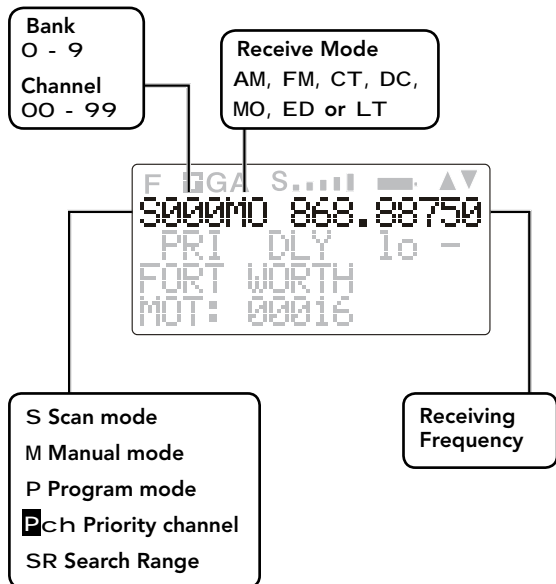 Bank
0 - 9
Channel
00 - 99
Receive Mode
AM, FM, CT, DC,
MO, ED or LT
F PGA S
S000MO 868.88750
PRI DLY lo -
FORT WORTH
MOT: 00016
S Scan mode
M Manual mode
P Program mode
Pch Priority channel
SR Search Range
Receiving
Frequency